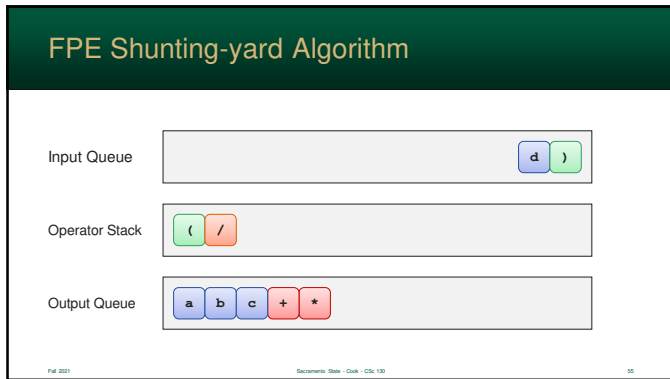 FPE Shunting-yard Algorithm
Input Queue d )
Operator Stack ( /
Output Queue a b c + *
Fall 2021 Sacramento State - Cook - CSc 130 55